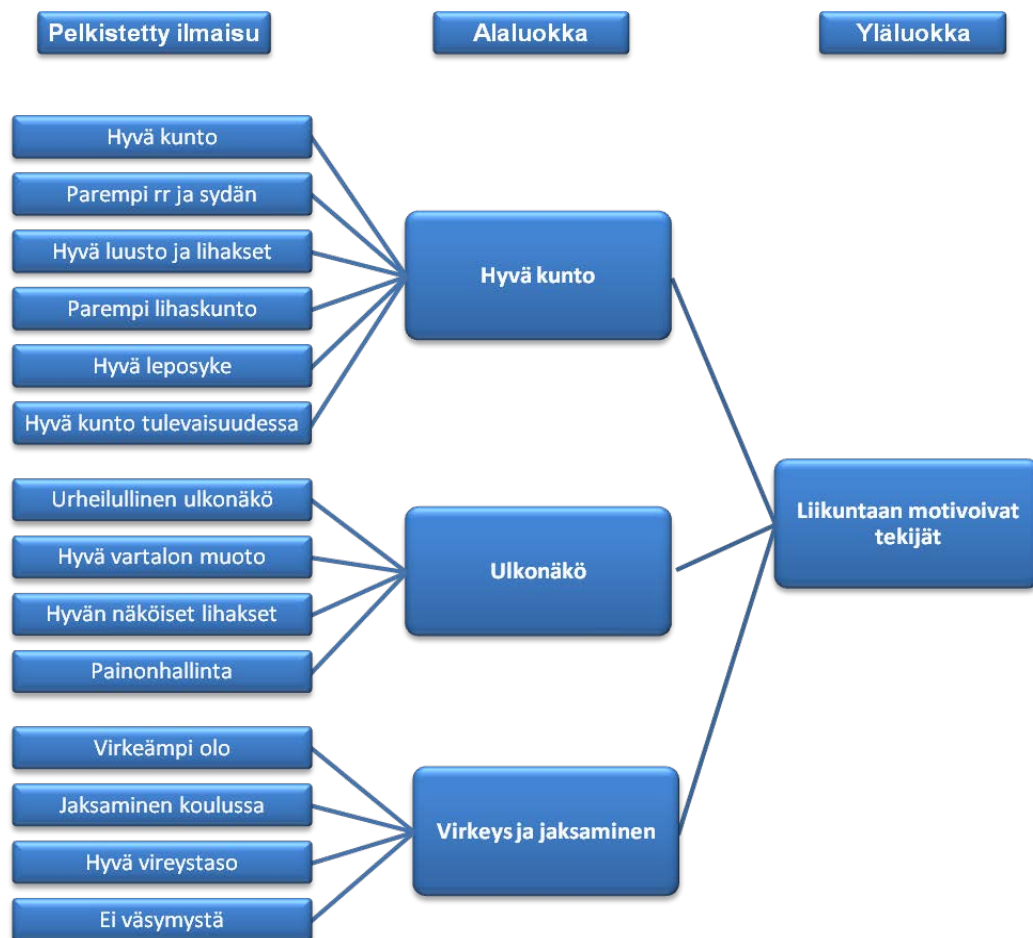 Pelkistetty ilmaisu
Alaluokka
Yläluokka
Hyvä kunto
Parempi rr ja sydän
Hyvä luusto ja lihakset
Parempi lihaskunto
Hyvä leposyke
Hyvä kunto tulevaisuudessa
Hyvä kunto
Urheilullinen ulkonäkö
Hyvä vartalon muoto
Hyvän näköiset lihakset
Painonhallinta
Ulkonäkö
Virkeämpi olo
Jaksaminen koulussa
Hyvä vireystaso
Ei väsymystä
Virkeys ja jaksaminen
Liikuntaan motivoivat
tekijät